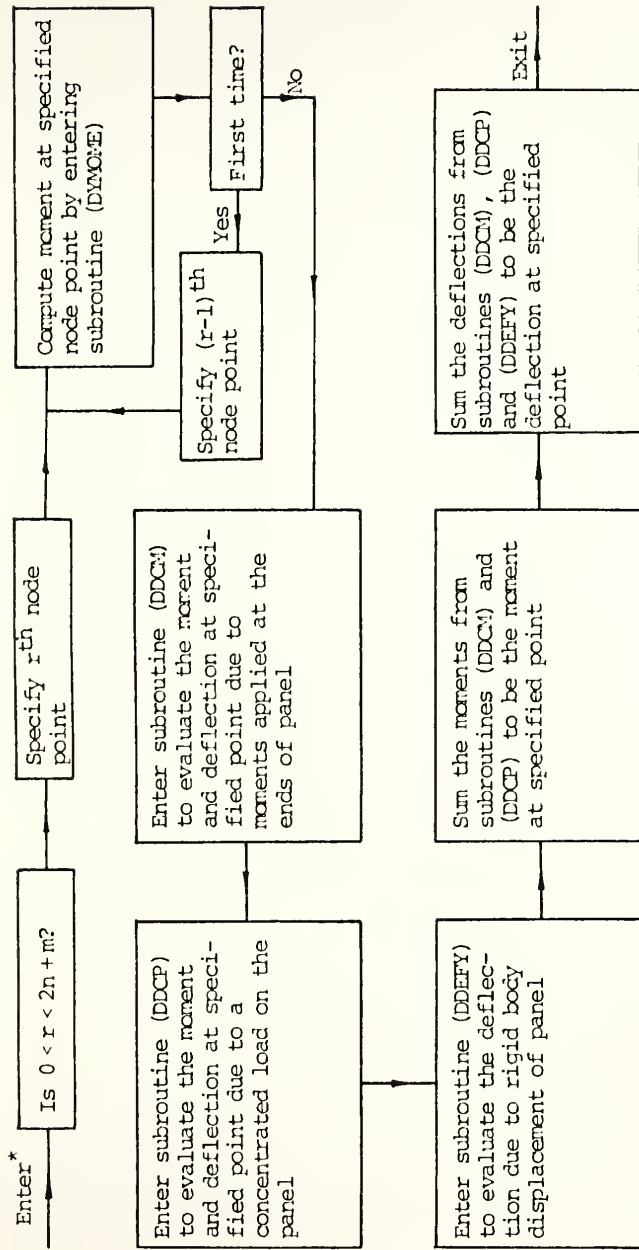 Enter*
Is 0 < r < 2n + m?
Specify rth node
point
Compute moment at specified
node point by entering
subroutine (DYMOME)
First time?
Yes
No
Specify (r-1)th
node point
Enter subroutine (DDCM)
to evaluate the moment
and deflection at speci-
fied point due to
moments applied at the
ends of panel
Enter subroutine (DDCP)
to evaluate the moment
and deflection at speci-
fied point due to a
concentrated load on the
panel
Enter subroutine (DDEFY)
to evaluate the deflec-
tion due to rigid body
displacement of panel
Sum the moments from
subroutines (DDCM) and
(DDCP) to be the moment
at specified point
Sum the deflections from
subroutines (DDCM), (DDCP)
and (DDEFY) to be the
deflection at specified
point
Exit